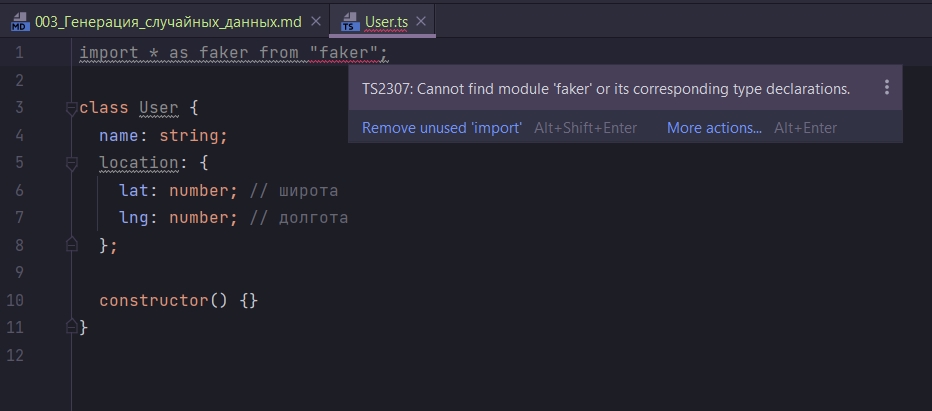 MD 003_Генерация_случайных_данных.md × TS User.ts ×
1 import * as faker from "faker";
2
TS2307: Cannot find module 'faker' or its corresponding type declarations.
3 class User {
Remove unused 'import' Alt+Shift+Enter More actions... Alt+Enter
4 name: string;
5 location: {
6 lat: number; // широта
7 lng: number; // долгота
8 };
9
10 constructor() {}
11 }
12